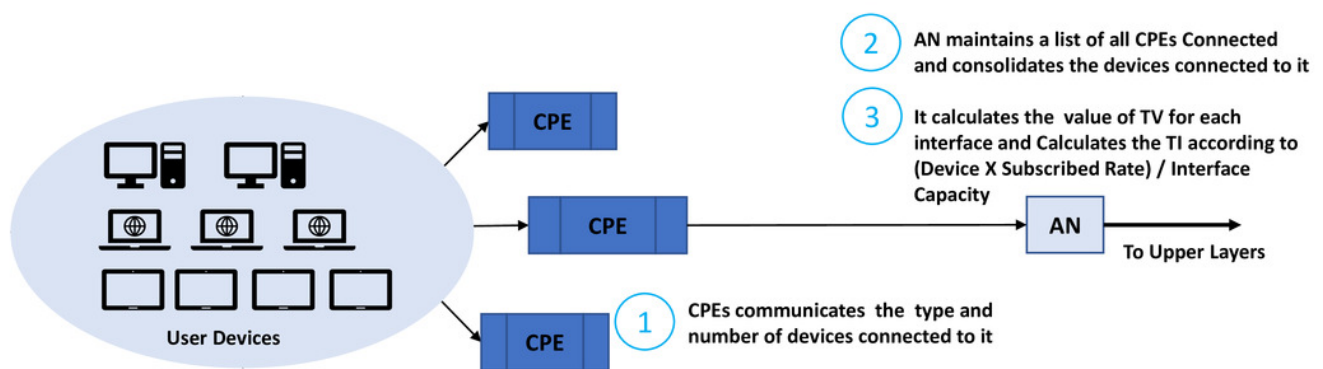 2
AN maintains a list of all CPEs Connected
and consolidates the devices connected to it
3
It calculates the value of TV for each
interface and Calculates the TI according to
(Device X Subscribed Rate) / Interface
Capacity
CPE
CPE
AN
To Upper Layers
User Devices
CPE
1
CPEs communicates the type and
number of devices connected to it